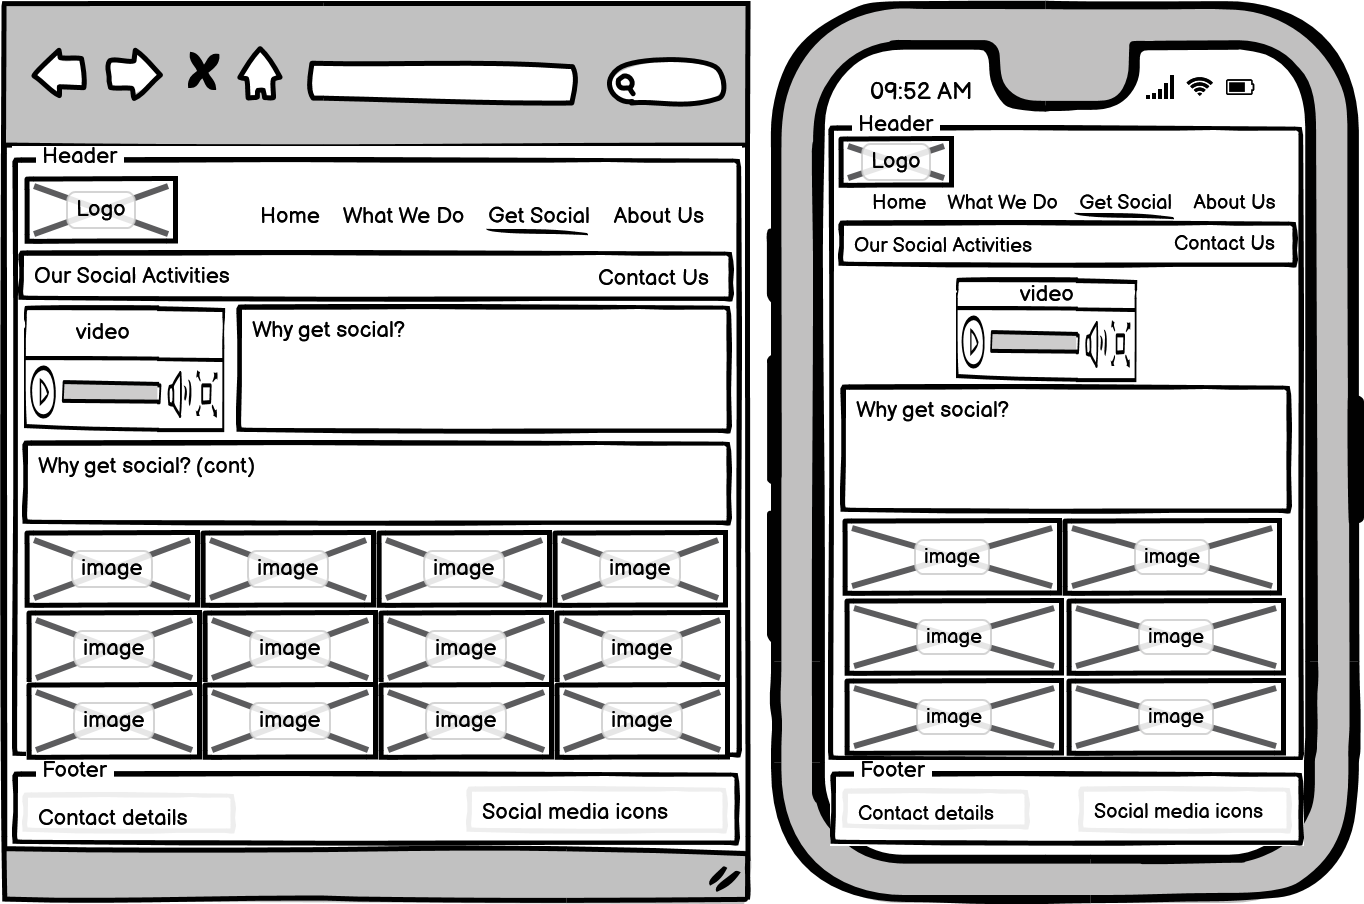 Header
Logo
Home What We Do Get Social About Us
Our Social Activities Contact Us
video
Why get social?
Why get social? (cont)
image image image image
image image image image
image image image image
Footer
Contact details Social media icons
09:52 AM
Header
Logo
Home What We Do Get Social About Us
Our Social Activities Contact Us
video
Why get social?
image image
image image
image image
Footer
Contact details Social media icons